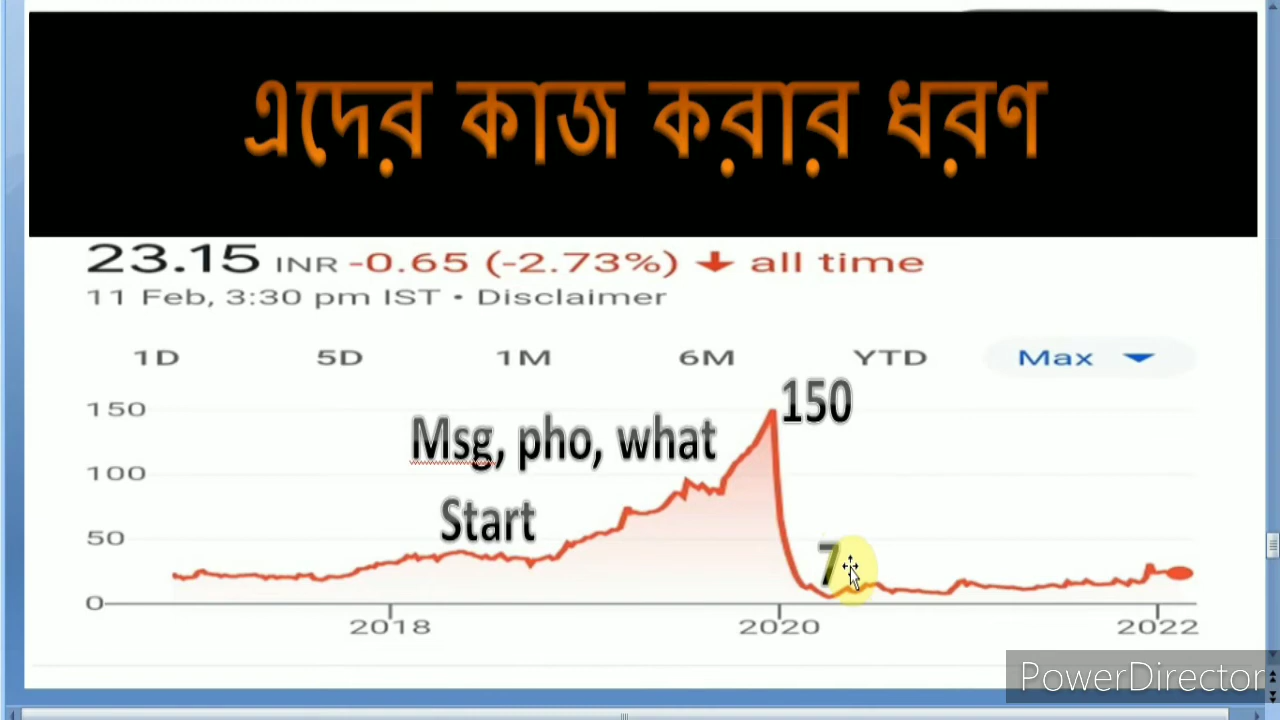 এদের কাজ করার ধরণ
23.15 INR -0.65 (-2.73%) all time
11 Feb, 3:30 pm IST • Disclaimer
1D 5D 1M 6M YTD Max
150
150
Msg, pho, what
100
Start
50
7
0
2018 2020 2022
PowerDirector